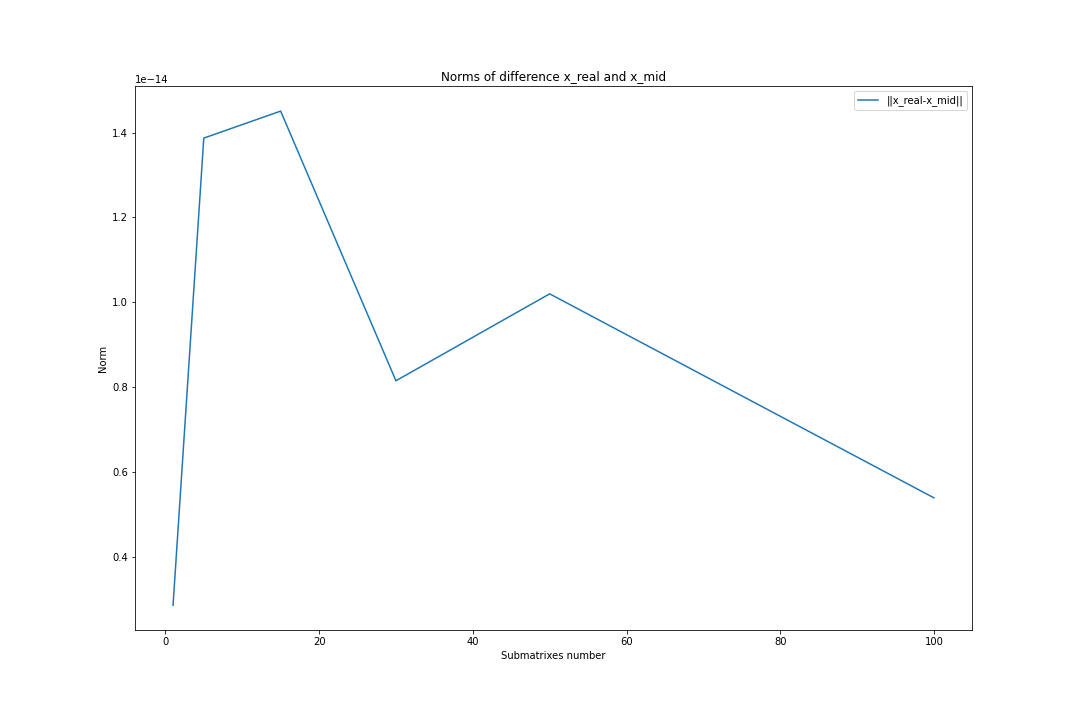 Norms of difference x_real and x_mid
1e−14
||x_real-x_mid||
1.4
1.2
1.0
0.8
0.6
0.4
Norm
0 20 40 60 80 100
Submatrixes number